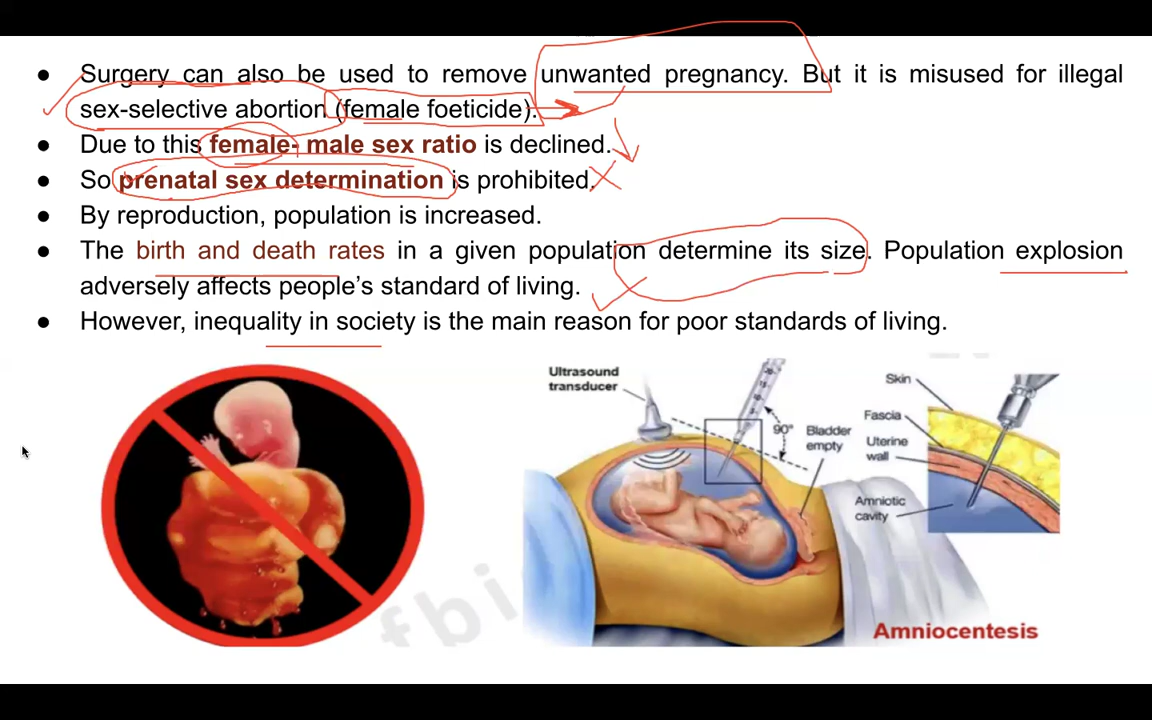 ● Surgery can also be used to remove unwanted pregnancy. But it is misused for illegal
sex-selective abortion (female foeticide).
● Due to this female- male sex ratio is declined.
● So prenatal sex determination is prohibited.
● By reproduction, population is increased.
● The birth and death rates in a given population determine its size. Population explosion
adversely affects people’s standard of living.
● However, inequality in society is the main reason for poor standards of living.
Ultrasound
transducer
90°
Bladder
empty
Skin
Fascia
Uterine
wall
Amniotic
cavity
Amniocentesis
fbi